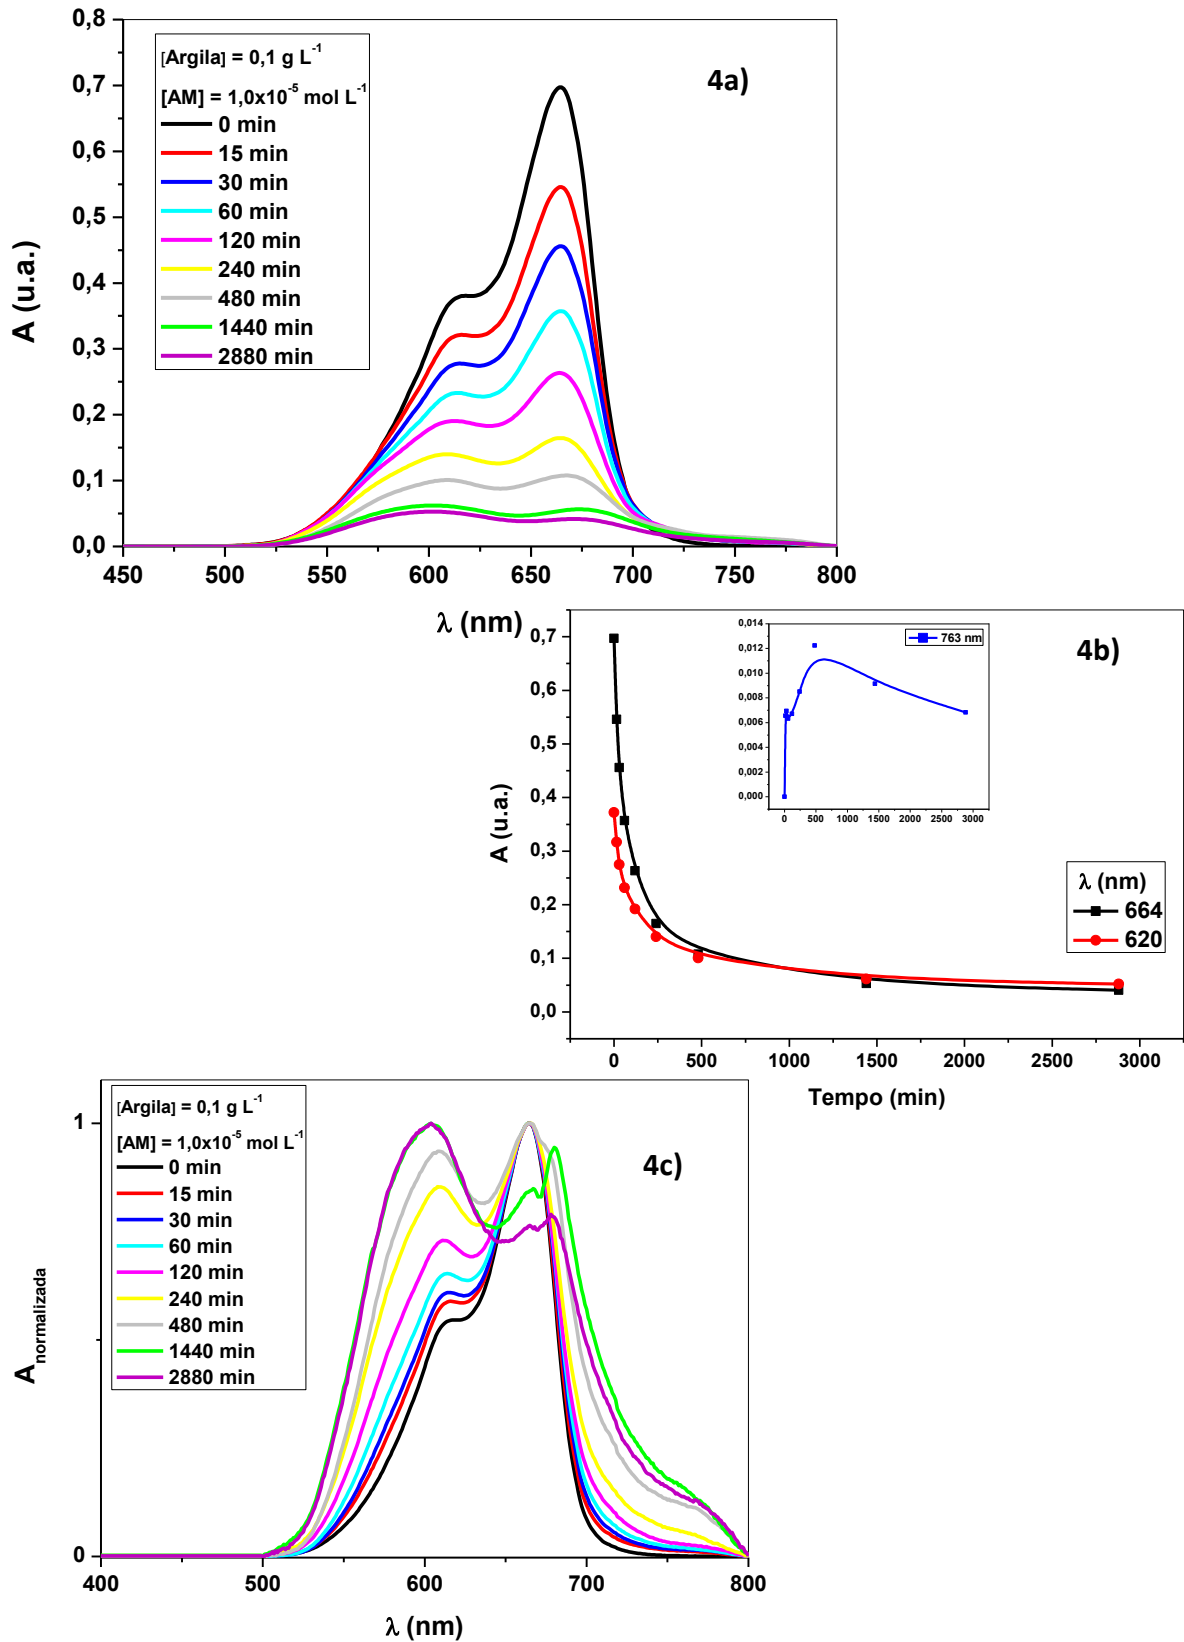 4a)
[Argila] = 0,1 g L-1
[AM] = 1,0x10-5 mol L-1
0 min
15 min
30 min
60 min
120 min
240 min
480 min
1440 min
2880 min
A (u.a.)
0,8
0,7
0,6
0,5
0,4
0,3
0,2
0,1
0,0
450 500 550 600 650 700 750 800
λ (nm)
4b)
763 nm
0,014
0,012
0,010
0,008
0,006
0,004
0,002
0,000
0 500 1000 1500 2000 2500 3000
A (u.a.)
0,7
0,6
0,5
0,4
0,3
0,2
0,1
0,0
λ (nm)
664
620
0 500 1000 1500 2000 2500 3000
Tempo (min)
4c)
[Argila] = 0,1 g L-1
[AM] = 1,0x10-5 mol L-1
0 min
15 min
30 min
60 min
120 min
240 min
480 min
1440 min
2880 min
Anormalizada
1
0
400 500 600 700 800
λ (nm)